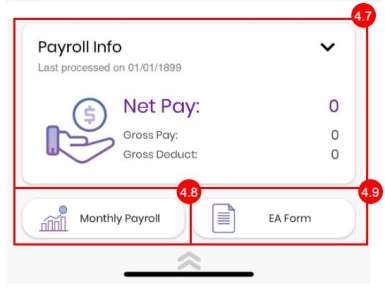 4.7
Payroll Info
Last processed on 01/01/1899
Net Pay: 0
Gross Pay: 0
Gross Deduct: 0
4.8
4.9
Monthly Payroll
EA Form